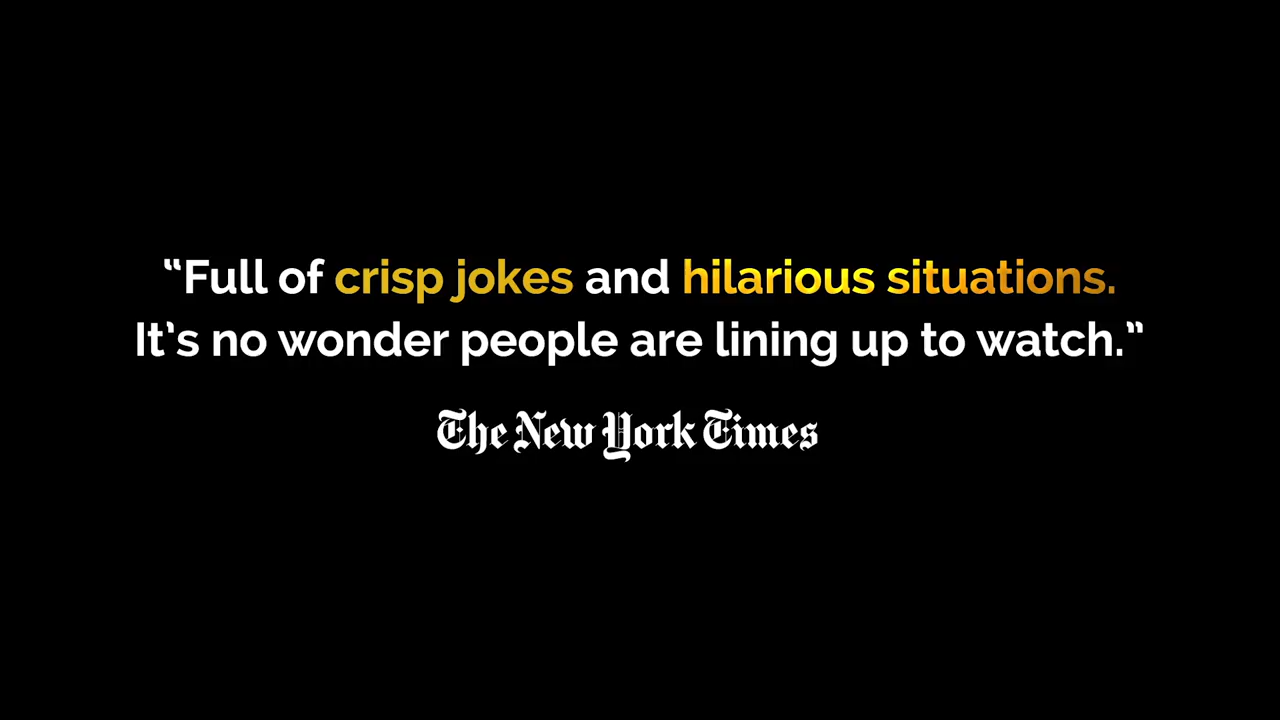 “Full of crisp jokes and hilarious situations.
It’s no wonder people are lining up to watch.”
The New York Times